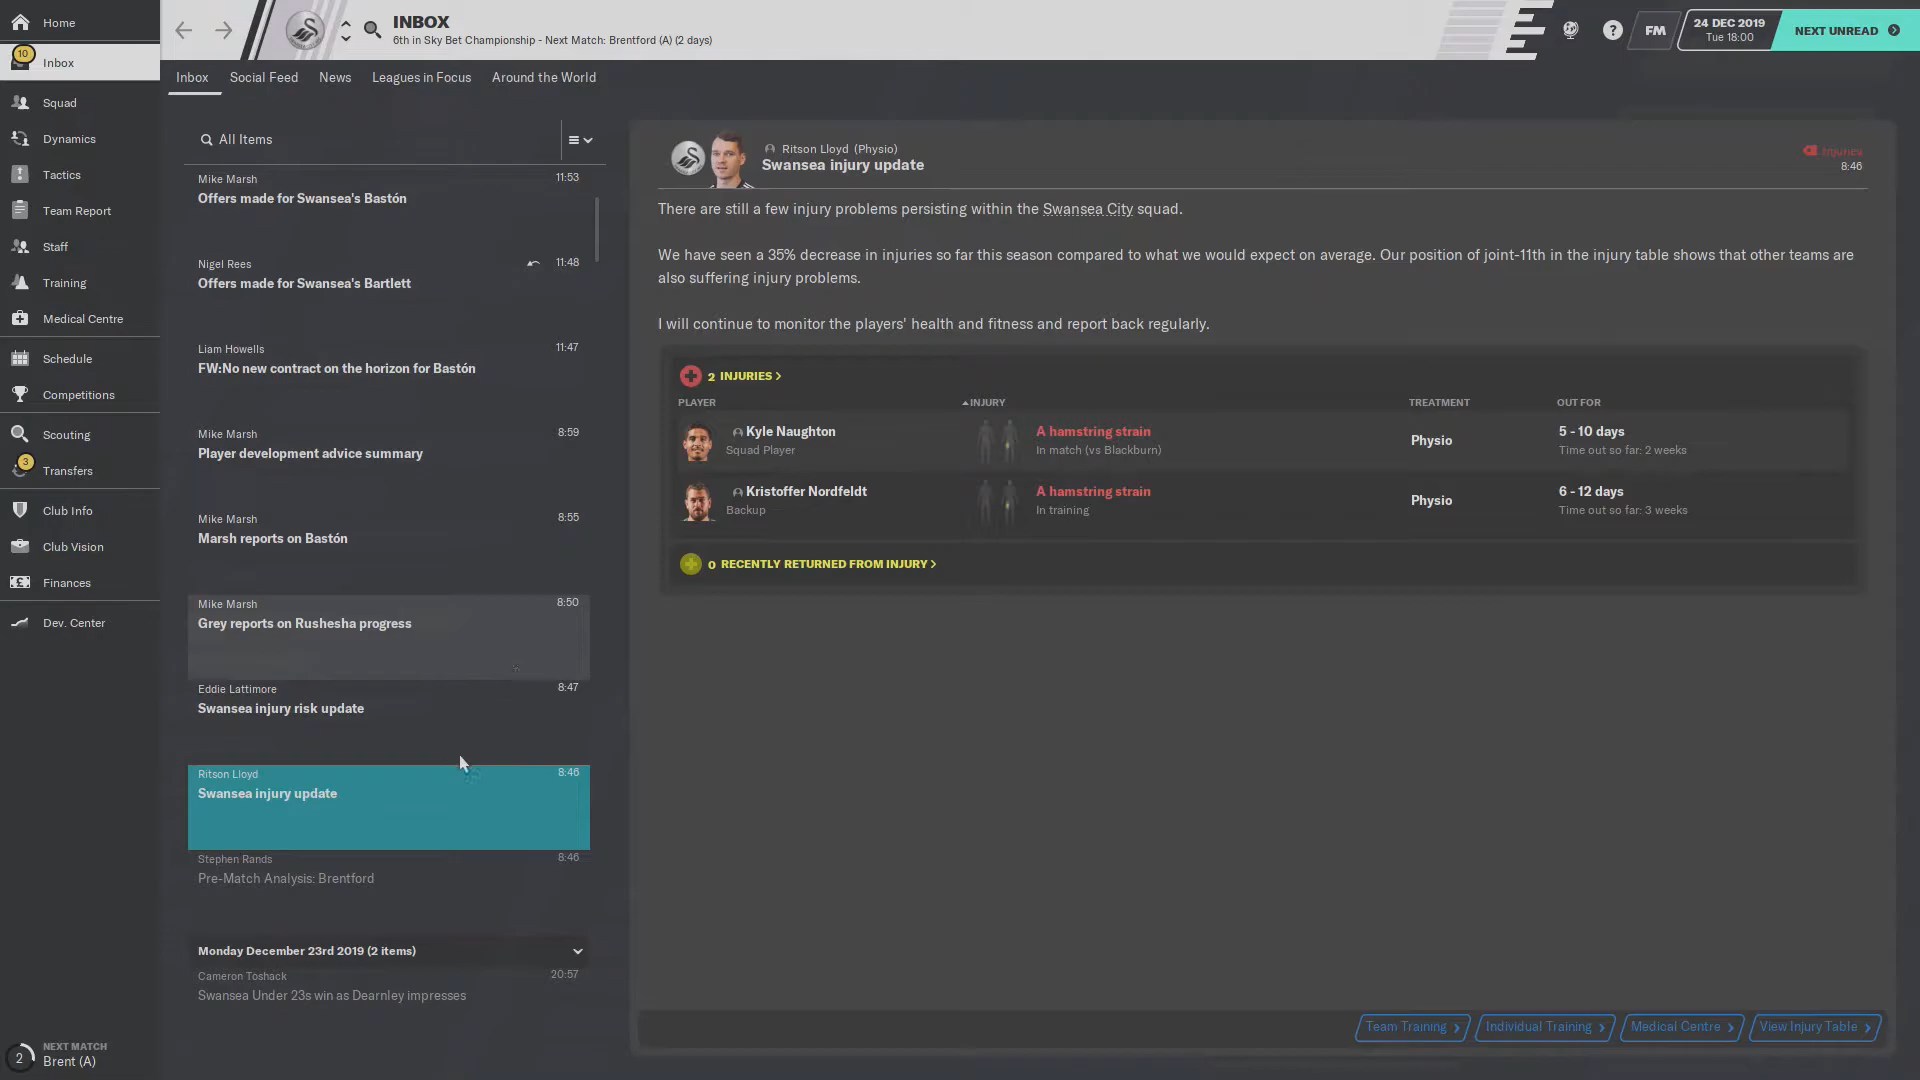 Home
10
Inbox
Squad
Dynamics
Tactics
Team Report
Staff
Training
Medical Centre
Schedule
Competitions
Scouting
3
Transfers
Club Info
Club Vision
Finances
Dev. Center
2
NEXT MATCH
Brent (A)
INBOX
6th in Sky Bet Championship - Next Match: Brentford (A) (2 days)
?
FM
24 DEC 2019
Tue 18:00
NEXT UNREAD
Inbox
Social Feed
News
Leagues in Focus
Around the World
All Items
Mike Marsh
11:53
Offers made for Swansea's Bastón
Nigel Rees
11:48
Offers made for Swansea's Bartlett
Liam Howells
11:47
FW:No new contract on the horizon for Bastón
Mike Marsh
8:59
Player development advice summary
Mike Marsh
8:55
Marsh reports on Bastón
Mike Marsh
8:50
Grey reports on Rushesha progress
Eddie Lattimore
8:47
Swansea injury risk update
Ritson Lloyd
8:46
Swansea injury update
Stephen Rands
8:46
Pre-Match Analysis: Brentford
Monday December 23rd 2019 (2 items)
Cameron Toshack
20:57
Swansea Under 23s win as Dearnley impresses
Ritson Lloyd (Physio)
Swansea injury update
Injuries
8:46
There are still a few injury problems persisting within the Swansea City squad.
We have seen a 35% decrease in injuries so far this season compared to what we would expect on average. Our position of joint-11th in the injury table shows that other teams are
also suffering injury problems.
I will continue to monitor the players' health and fitness and report back regularly.
2 INJURIES >
PLAYER
INJURY
TREATMENT
OUT FOR
Kyle Naughton
Squad Player
A hamstring strain
In match (vs Blackburn)
Physio
5 - 10 days
Time out so far: 2 weeks
Kristoffer Nordfeldt
Backup
A hamstring strain
In training
Physio
6 - 12 days
Time out so far: 3 weeks
0 RECENTLY RETURNED FROM INJURY >
Team Training >
Individual Training >
Medical Centre >
View Injury Table >